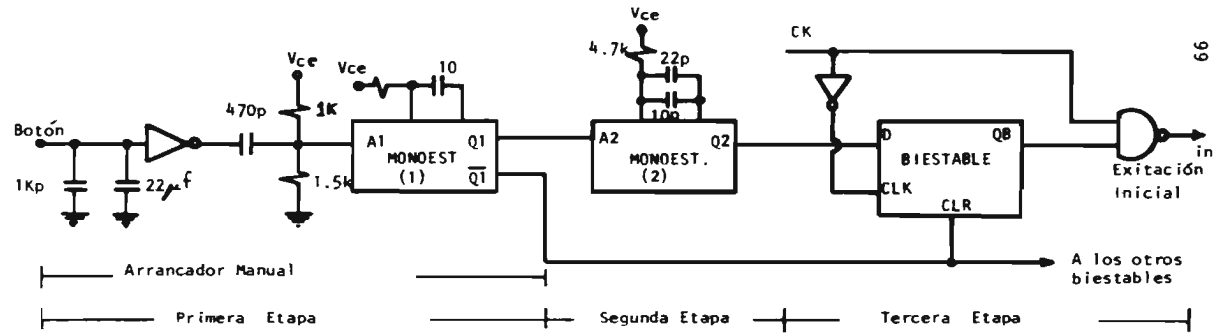 Vce
CK
99
4.7k
22p
Vce
Vce
10
470p
1K
10p
Botón
A1
Q1
A2
Q2
D
QB
MONOEST
(1)
Q1
MONOEST.
(2)
BIESTABLE
in
1Kp
22μf
1.5k
CLK
Exitación
Inicial
CLR
Arrancador Manual
A los otros
biestables
Primera Etapa
Segunda Etapa
Tercera Etapa